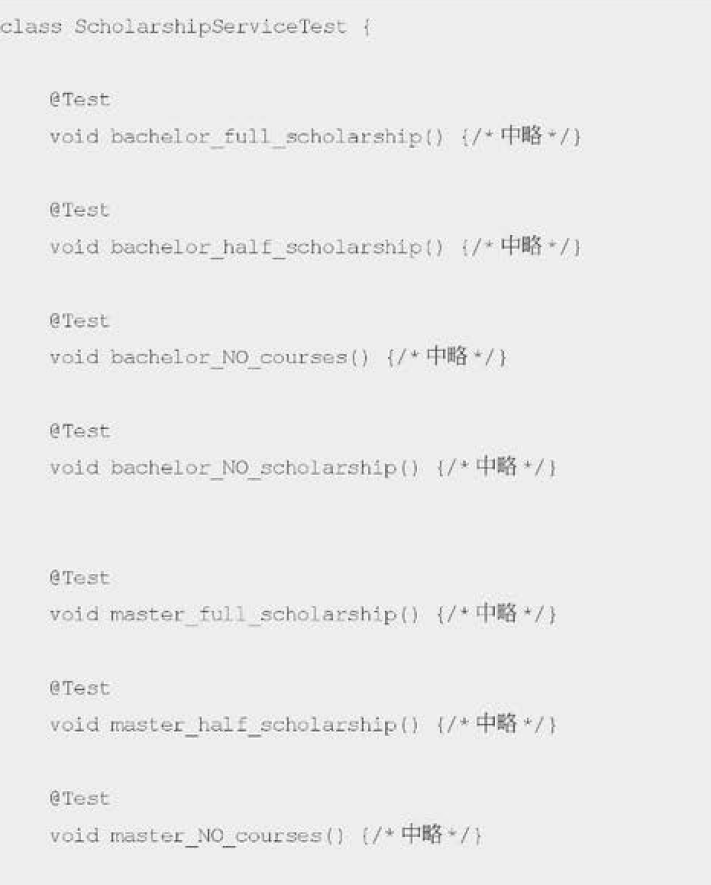 class ScholarshipServiceTest {
@Test
void bachelor_full_scholarship() {/* 中略 */}
@Test
void bachelor_half_scholarship() {/* 中略 */}
@Test
void bachelor_NO_courses() {/* 中略 */}
@Test
void bachelor_NO_scholarship() {/* 中略 */}
@Test
void master_full_scholarship() {/* 中略 */}
@Test
void master_half_scholarship() {/* 中略 */}
@Test
void master_NO_courses() {/* 中略 */}